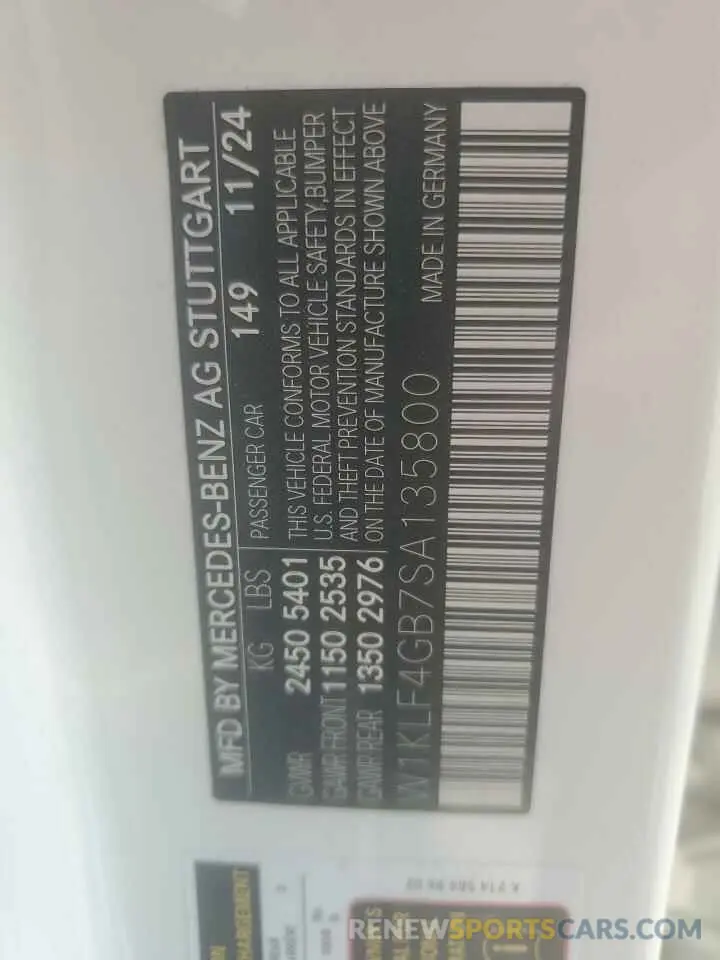 MFD BY MERCEDES-BENZ AG STUTTGART
149 11/24
KG LBS PASSENGER CAR
GVWR 2450 5401 THIS VEHICLE CONFORMS TO ALL APPLICABLE
GAWR FRONT 1150 2535 U.S. FEDERAL MOTOR VEHICLE SAFETY, BUMPER
GAWR REAR 1350 2976 AND THEFT PREVENTION STANDARDS IN EFFECT
ON THE DATE OF MANUFACTURE SHOWN ABOVE
W1KLF4GB7SA135800 MADE IN GERMANY
RENEWSPORTSCARS.COM